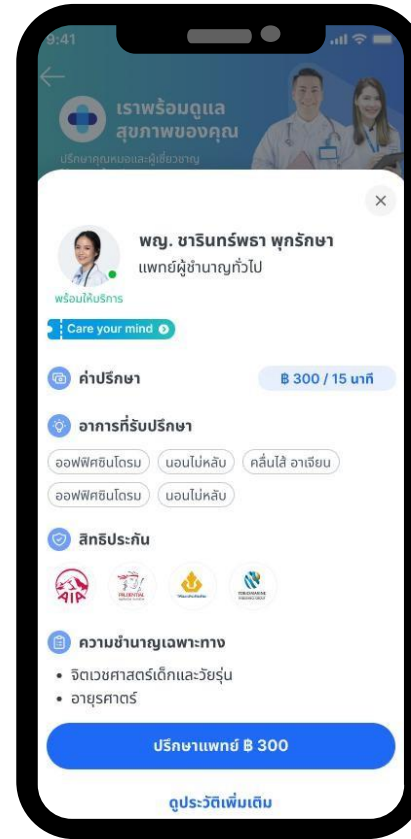 9:41
เราพร้อมดูแล
สุขภาพของคุณ
ปรึกษาคุณหมอและผู้เชี่ยวชาญ
พญ. ชารินทร์พธา พุกรักษา
แพทย์ผู้ชำนาญทั่วไป
พร้อมให้บริการ
Care your mind
ค่าปรึกษา
฿ 300 / 15 นาที
อาการที่รับปรึกษา
ออฟฟิศซินโดรม นอนไม่หลับ คลื่นไส้ อาเจียน
ออฟฟิศซินโดรม นอนไม่หลับ
สิทธิประกัน
AIA
PRUDENTIAL
ความชำนาญเฉพาะทาง
• จิตเวชศาสตร์เด็กและวัยรุ่น
• อายุรศาตร์
ปรึกษาแพทย์ ฿ 300
ดูประวัติเพิ่มเติม